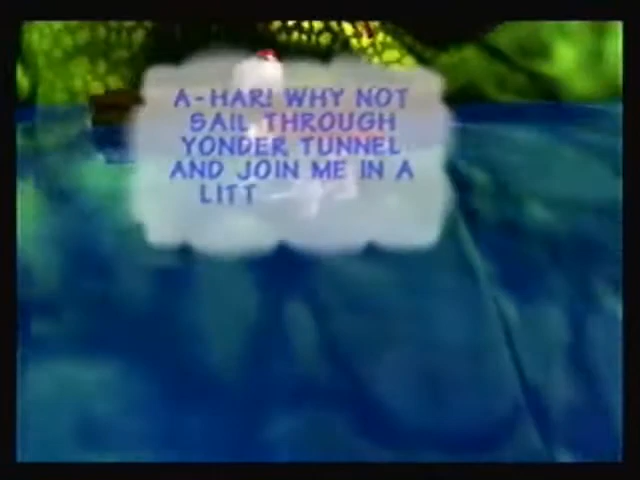 A-HAR! WHY NOT
SAIL THROUGH
YONDER TUNNEL
AND JOIN ME IN A
LITT